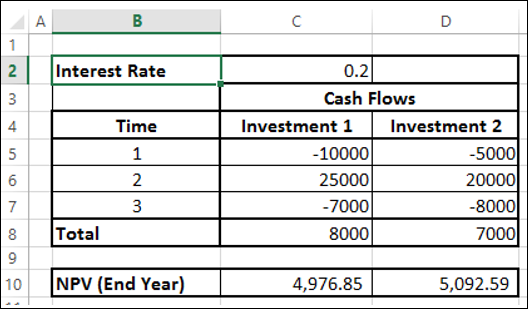 A B C D
1
2 Interest Rate 0.2
3 Cash Flows
4 Time Investment 1 Investment 2
5 1 -10000 -5000
6 2 25000 20000
7 3 -7000 -8000
8 Total 8000 7000
9
10 NPV (End Year) 4,976.85 5,092.59